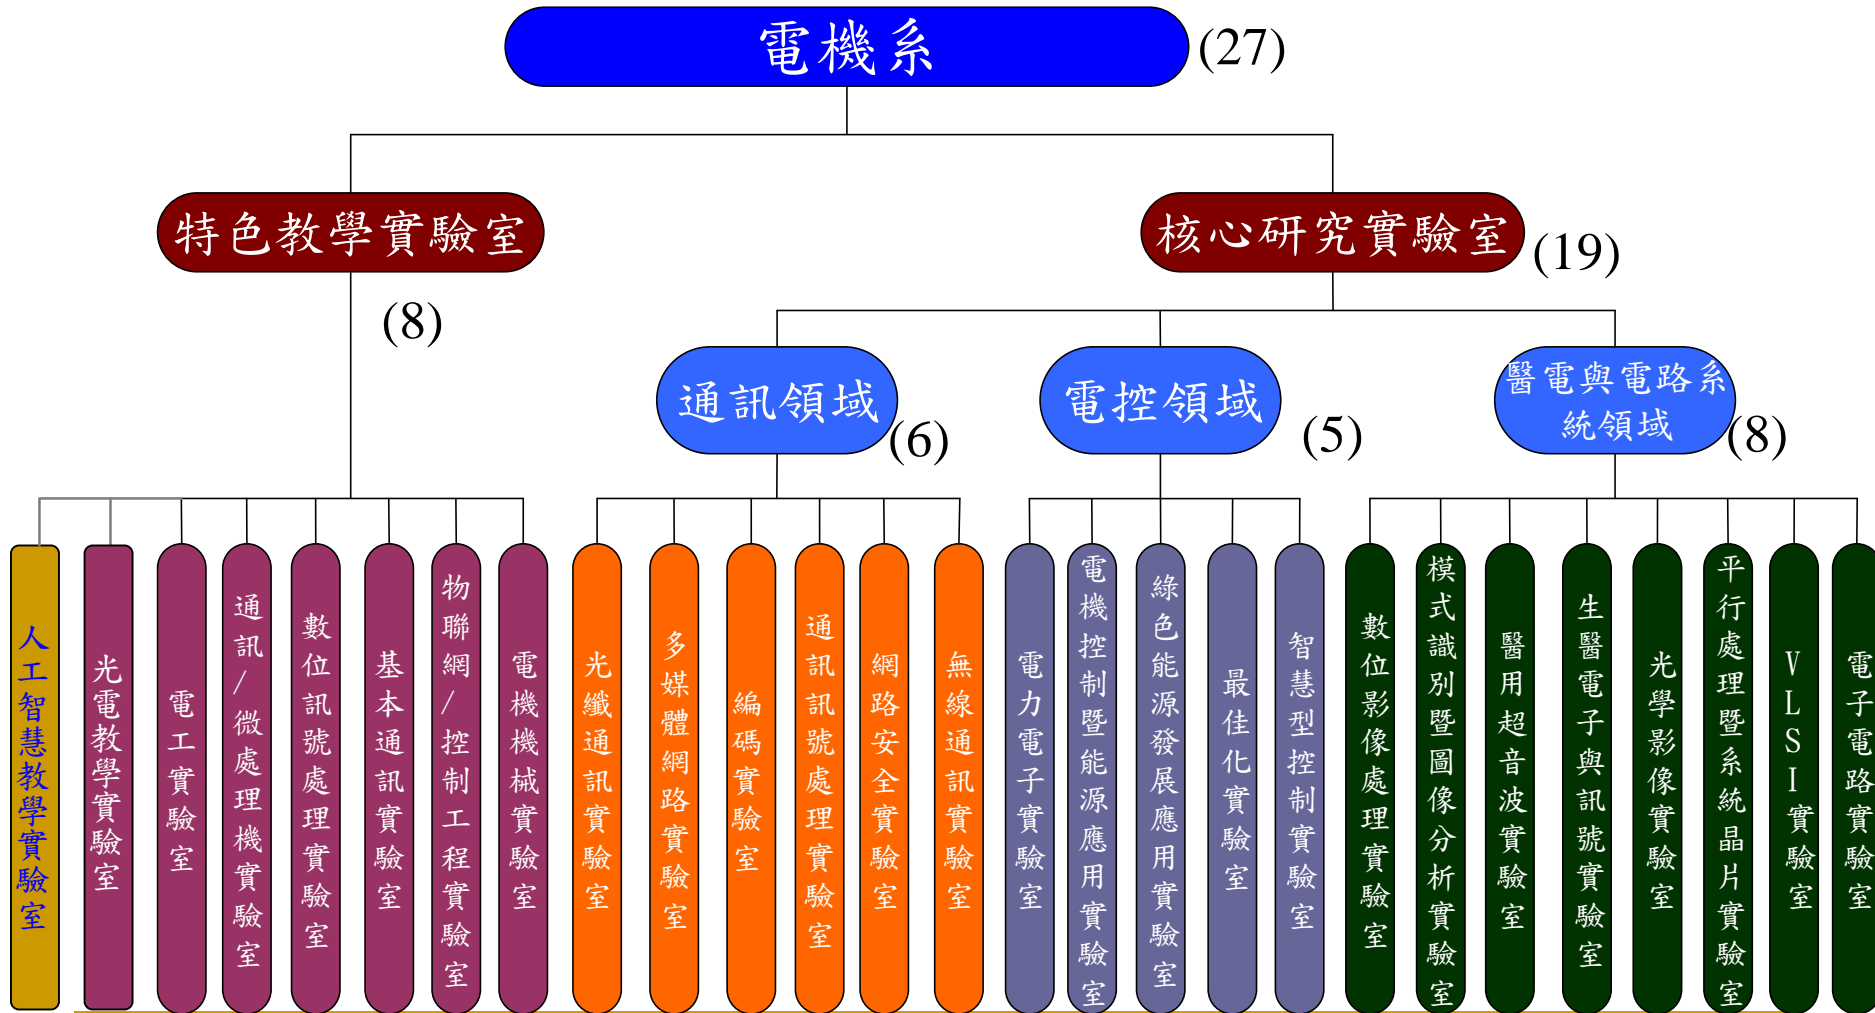 電機系
(27)
特色教學實驗室
(8)
核心研究實驗室
(19)
通訊領域
(6)
電控領域
(5)
醫電與電路系
統領域
(8)
人工智慧教學實驗室
光電教學實驗室
電工實驗室
通訊/微處理機實驗室
數位訊號處理實驗室
基本通訊實驗室
物聯網/控制工程實驗室
電機機械實驗室
光纖通訊實驗室
多媒體網路實驗室
編碼實驗室
通訊訊號處理實驗室
網路安全實驗室
無線通訊實驗室
電力電子實驗室
電機控制暨能源應用實驗室
綠色能源發展應用實驗室
最佳化實驗室
智慧型控制實驗室
數位影像處理實驗室
模式識別暨圖像分析實驗室
醫用超音波實驗室
生醫電子與訊號實驗室
光學影像實驗室
平行處理暨系統晶片實驗室
VLSI實驗室
電子電路實驗室